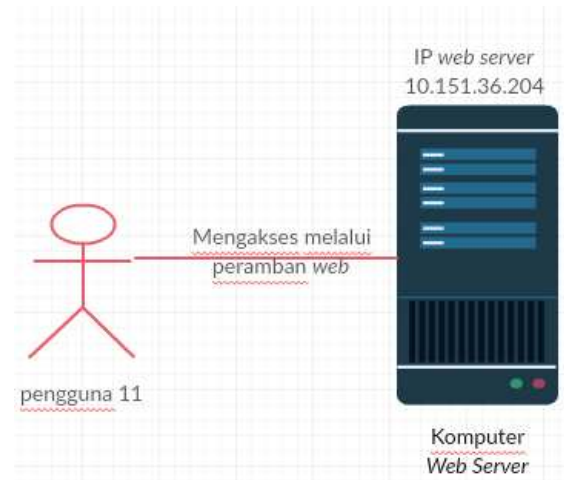 IP web server
10.151.36.204
Mengakses melalui
peramban web
pengguna 11
Komputer
Web Server